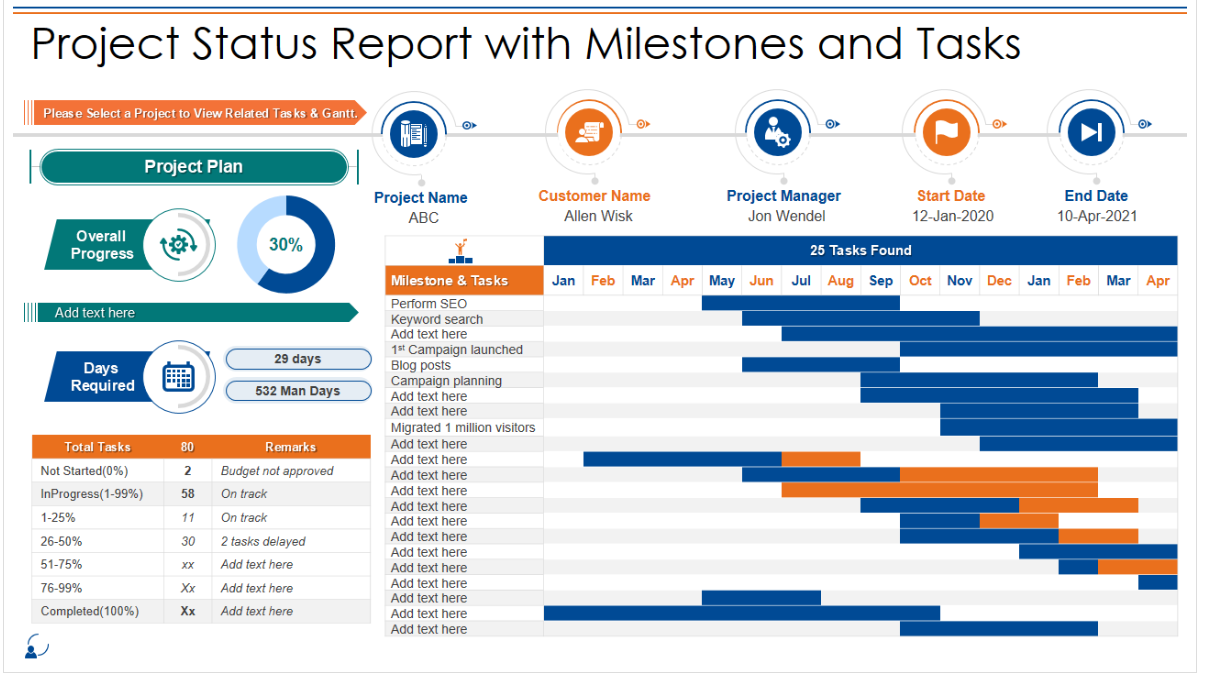 Project Status Report with Milestones and Tasks
Please Select a Project to View Related Tasks & Gantt.
Project Name
ABC
Customer Name
Allen Wisk
Project Manager
Jon Wendel
Start Date
12-Jan-2020
End Date
10-Apr-2021
Project Plan
Overall
Progress
30%
Add text here
Days
Required
29 days
532 Man Days
Total Tasks 80 Remarks
Not Started(0%) 2 Budget not approved
InProgress(1-99%) 58 On track
1-25% 11 On track
26-50% 30 2 tasks delayed
51-75% xx Add text here
76-99% Xx Add text here
Completed(100%) Xx Add text here
25 Tasks Found
Milestone & Tasks Jan Feb Mar Apr May Jun Jul Aug Sep Oct Nov Dec Jan Feb Mar Apr
Perform SEO
Keyword search
Add text here
1st Campaign launched
Blog posts
Campaign planning
Add text here
Add text here
Migrated 1 million visitors
Add text here
Add text here
Add text here
Add text here
Add text here
Add text here
Add text here
Add text here
Add text here
Add text here
Add text here
Add text here
Add text here